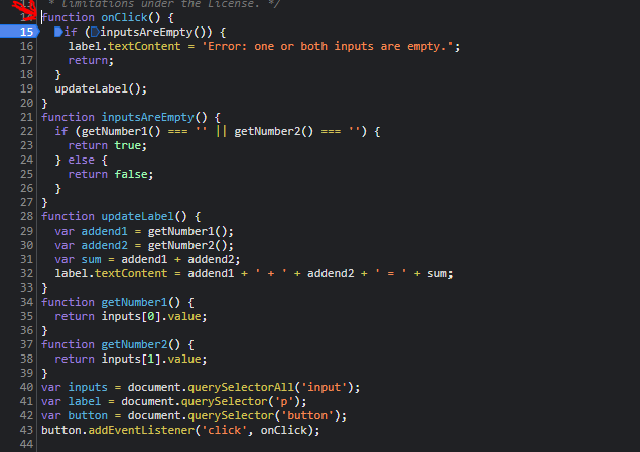 13 * Limitations under the license. */
14 function onClick() {
15 if (inputsAreEmpty()) {
16 label.textContent = 'Error: one or both inputs are empty.';
17 return;
18 }
19 updateLabel();
20 }
21 function inputsAreEmpty() {
22 if (getNumber1() === '' || getNumber2() === '') {
23 return true;
24 } else {
25 return false;
26 }
27 }
28 function updateLabel() {
29 var addend1 = getNumber1();
30 var addend2 = getNumber2();
31 var sum = addend1 + addend2;
32 label.textContent = addend1 + ' + ' + addend2 + ' = ' + sum;
33 }
34 function getNumber1() {
35 return inputs[0].value;
36 }
37 function getNumber2() {
38 return inputs[1].value;
39 }
40 var inputs = document.querySelectorAll('input');
41 var label = document.querySelector('p');
42 var button = document.querySelector('button');
43 button.addEventListener('click', onClick);
44